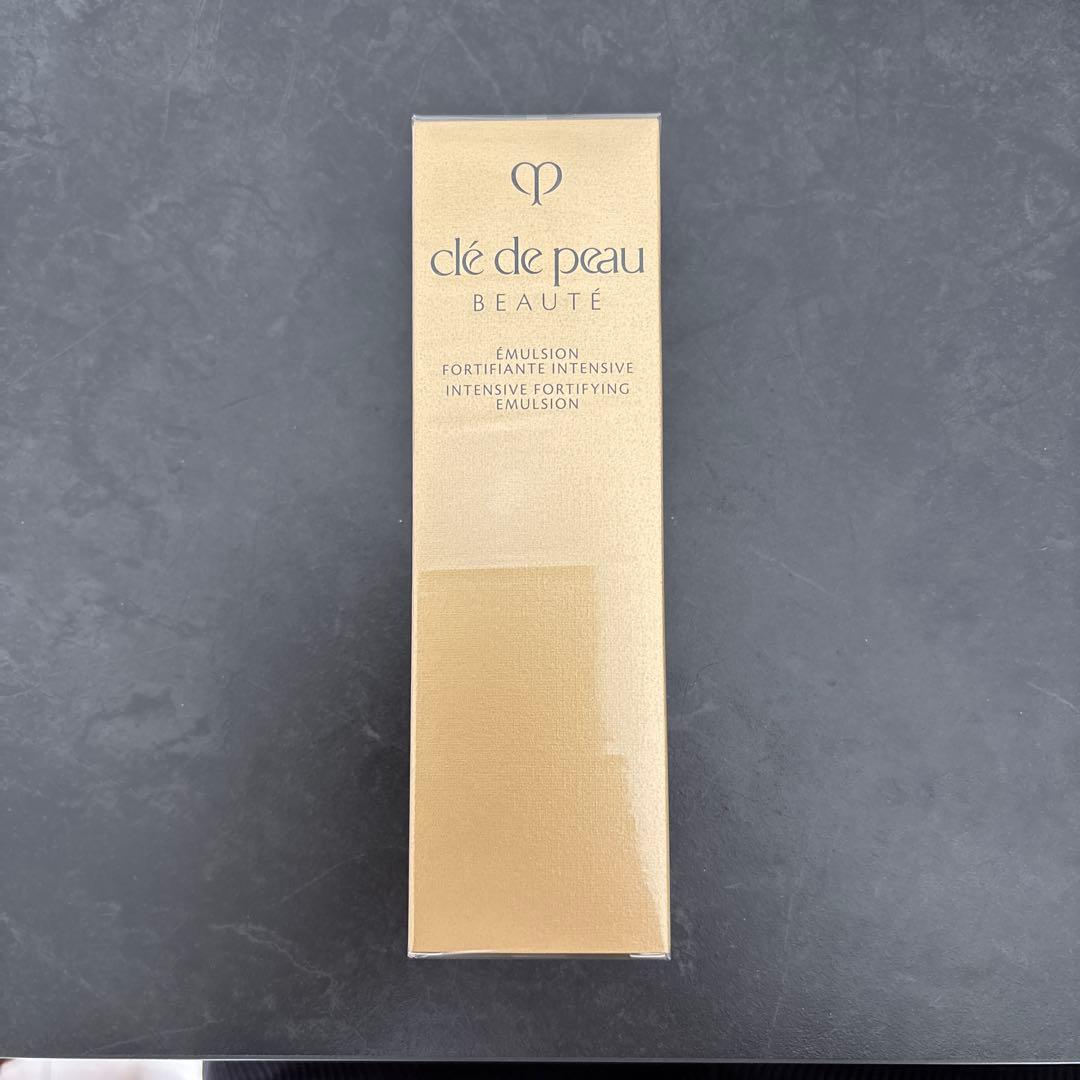 clé de peau
BEAUTÉ
ÉMULSION
FORTIFIANTE INTENSIVE
INTENSIVE FORTIFYING
EMULSION